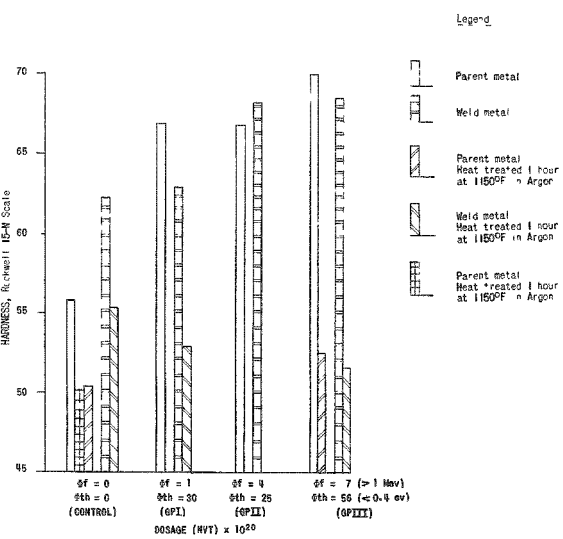 Legend
Parent metal
Weld metal
Parent metal
Heat treated 1 hour
at 1150°F in Argon
Weld metal
Heat treated 1 hour
at 1150°F in Argon
Parent metal
Heat treated 1 hour
at 1150°F in Argon
HARDNESS, Rockwell 15-N Scale
70
65
60
55
50
45
Φf = 0
Φth = 0
(CONTROL)
Φf = 1
Φth = 30
(GPI)
Φf = 4
Φth = 25
(GPII)
Φf = 7 (> 1 Mev)
Φth = 56 (< 0.4 ev)
(GPIII)
DOSAGE (NVT) x 10²⁰